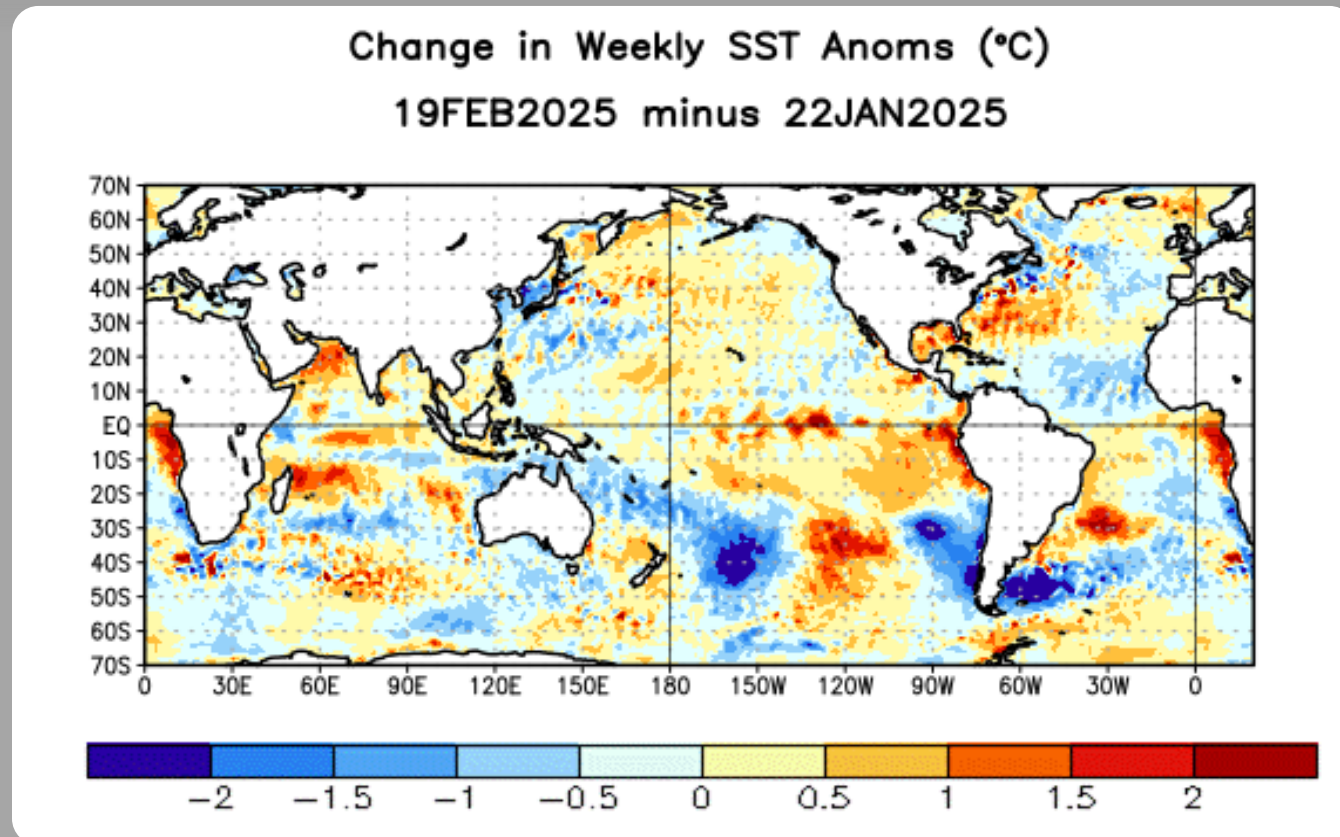 Change in Weekly SST Anoms (°C)
19FEB2025 minus 22JAN2025
70N
60N
50N
40N
30N
20N
10N
EQ
10S
20S
30S
40S
50S
60S
70S
0 30E 60E 90E 120E 150E 180 150W 120W 90W 60W 30W 0
−2 −1.5 −1 −0.5 0 0.5 1 1.5 2